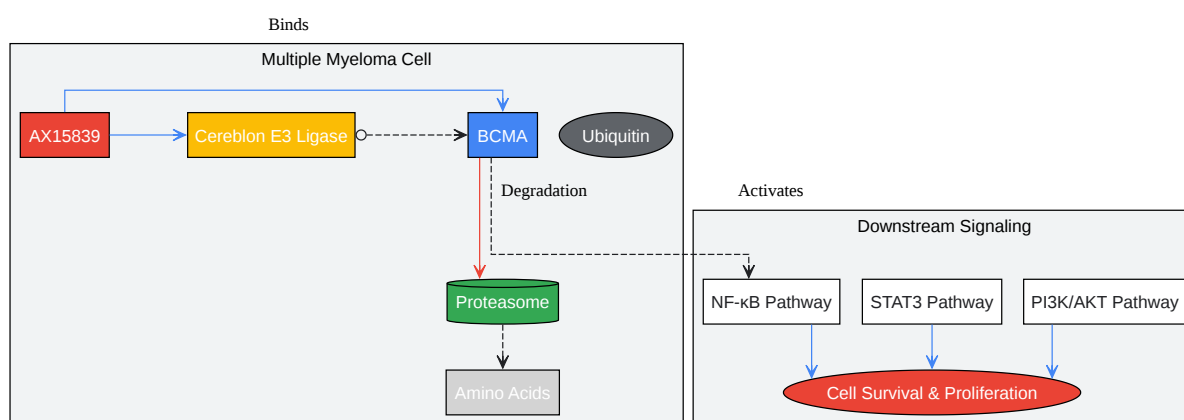 Binds
Multiple Myeloma Cell
AX15839
Cereblon E3 Ligase
BCMA
Ubiquitin
Degradation
Activates
Downstream Signaling
Proteasome
NF-κB Pathway
STAT3 Pathway
PI3K/AKT Pathway
Amino Acids
Cell Survival & Proliferation